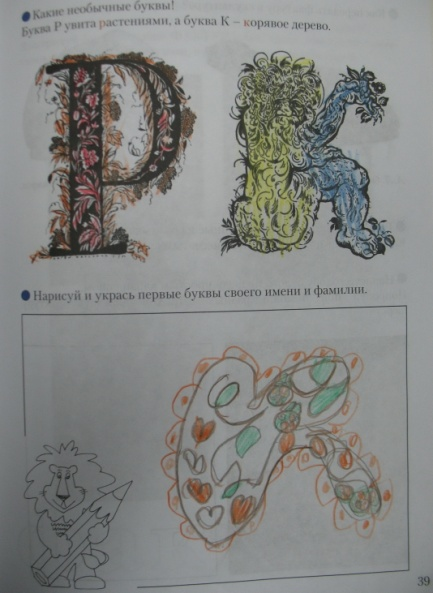 Какие необычные буквы!
Буква Р увита растениями, а буква К – корявое дерево.
Р К
Нарисуй и укрась первые буквы своего имени и фамилии.
39